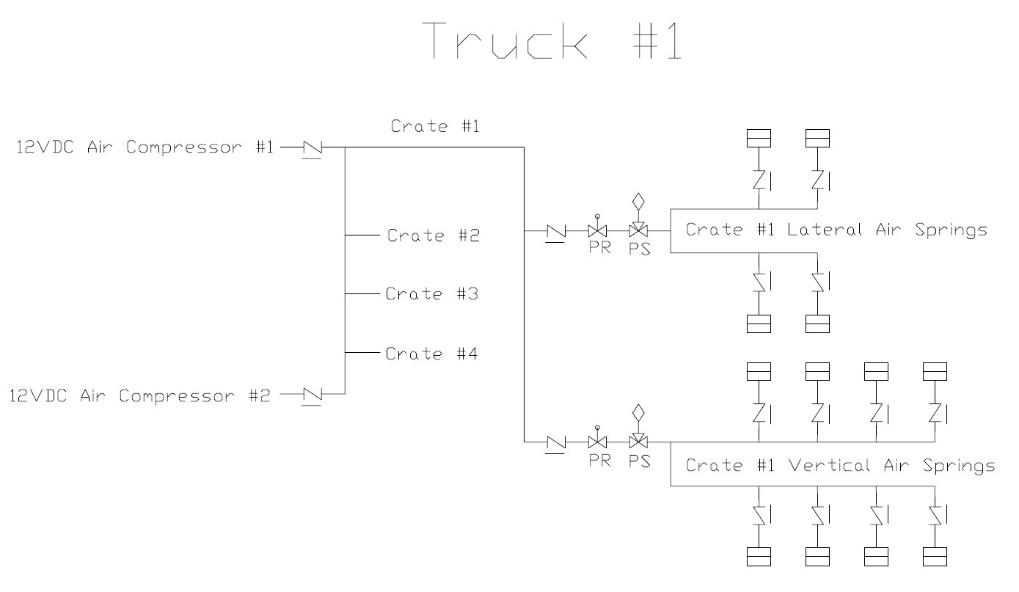 Truck #1
Crate #1
12VDC Air Compressor #1
Crate #2
Crate #1 Lateral Air Springs
PR PS
Crate #3
Crate #4
12VDC Air Compressor #2
PR PS
Crate #1 Vertical Air Springs